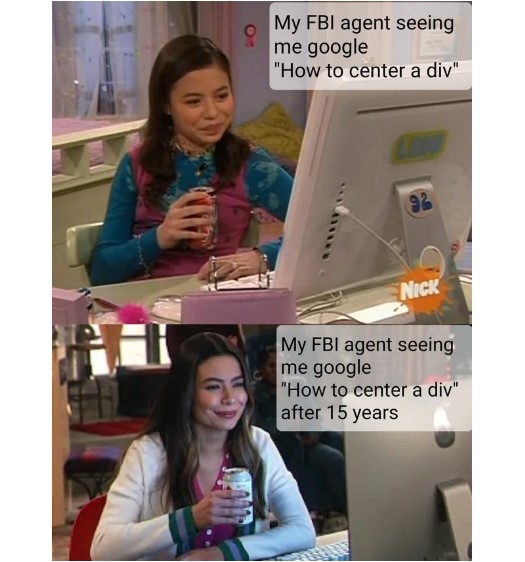 My FBI agent seeing
me google
"How to center a div"
92
NICK
My FBI agent seeing
me google
"How to center a div"
after 15 years